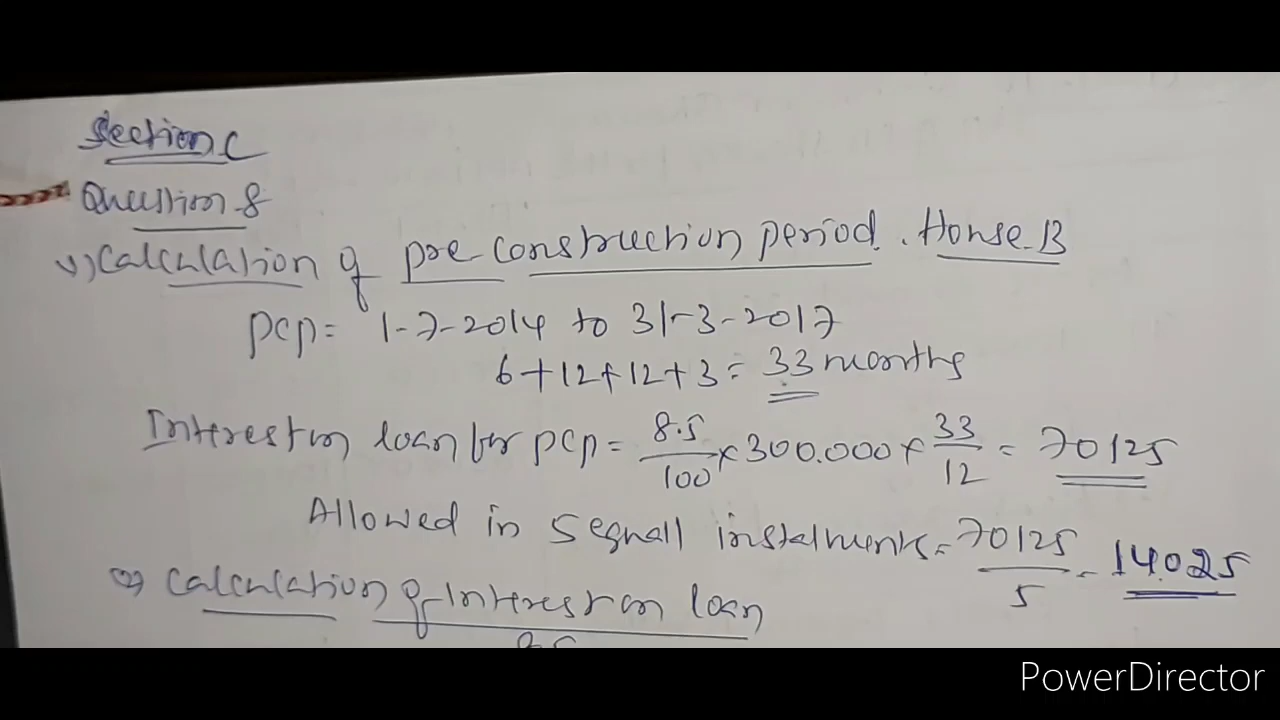 Section C
Question 8
1) Calculation of pre-construction period. House B
pcp = 1-7-2014 to 31-3-2017
6+12+12+3 = 33 months
Interest on loan for pcp = 8.5/100 × 300.000 × 33/12 = 70125
Allowed in 5 equall instalments = 70125/5 = 14025
2) Calculation of Interest on loan
PowerDirector